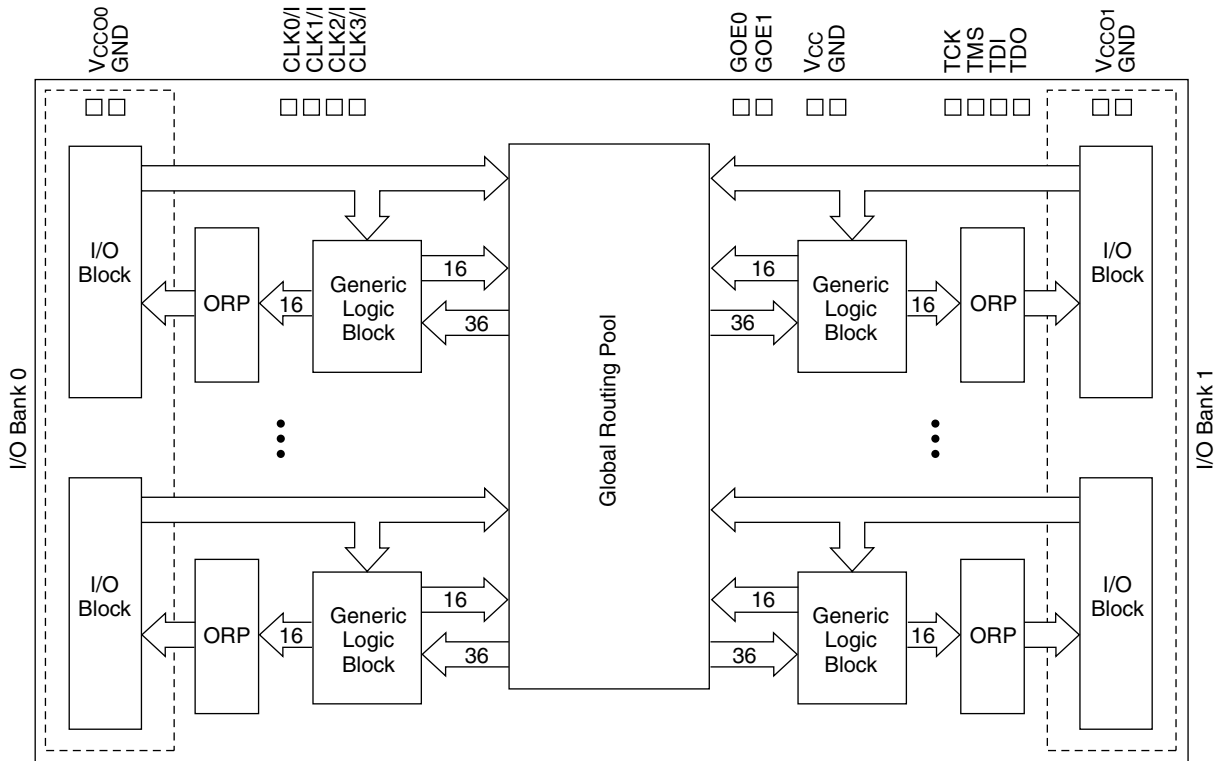 VCCO0
GND
CLK0/I
CLK1/I
CLK2/I
CLK3/I
GOE0
GOE1
VCC
GND
TCK
TMS
TDI
TDO
VCCO1
GND
I/O Bank 0
I/O
Block
ORP
16
Generic
Logic
Block
16
36
Global Routing Pool
16
36
Generic
Logic
Block
16
ORP
I/O
Block
I/O Bank 1
I/O
Block
ORP
16
Generic
Logic
Block
16
36
16
36
Generic
Logic
Block
16
ORP
I/O
Block